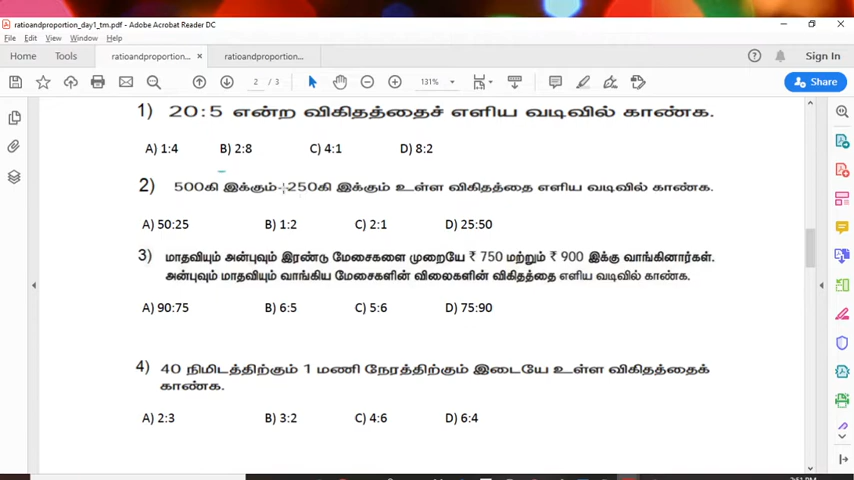 ratioandproportion_day1_tm.pdf - Adobe Acrobat Reader DC
File Edit View Window Help
Home Tools ratioandproportion... × ratioandproportion... Sign In
2 / 3 131% Share
1) 20 : 5 என்ற விகிதத்தைச் எளிய வடிவில் காண்க.
A) 1:4 B) 2:8 C) 4:1 D) 8:2
2) 500கி இக்கும் 250கி இக்கும் உள்ள விகிதத்தை எளிய வடிவில் காண்க.
A) 50:25 B) 1:2 C) 2:1 D) 25:50
3) மாதவியும் அன்புவும் இரண்டு மேசைகளை முறையே ₹ 750 மற்றும் ₹ 900 இக்கு வாங்கினார்கள்.
அன்புவும் மாதவியும் வாங்கிய மேசைகளின் விலைகளின் விகிதத்தை எளிய வடிவில் காண்க.
A) 90:75 B) 6:5 C) 5:6 D) 75:90
4) 40 நிமிடத்திற்கும் 1 மணி நேரத்திற்கும் இடையே உள்ள விகிதத்தைக்
காண்க.
A) 2:3 B) 3:2 C) 4:6 D) 6:4